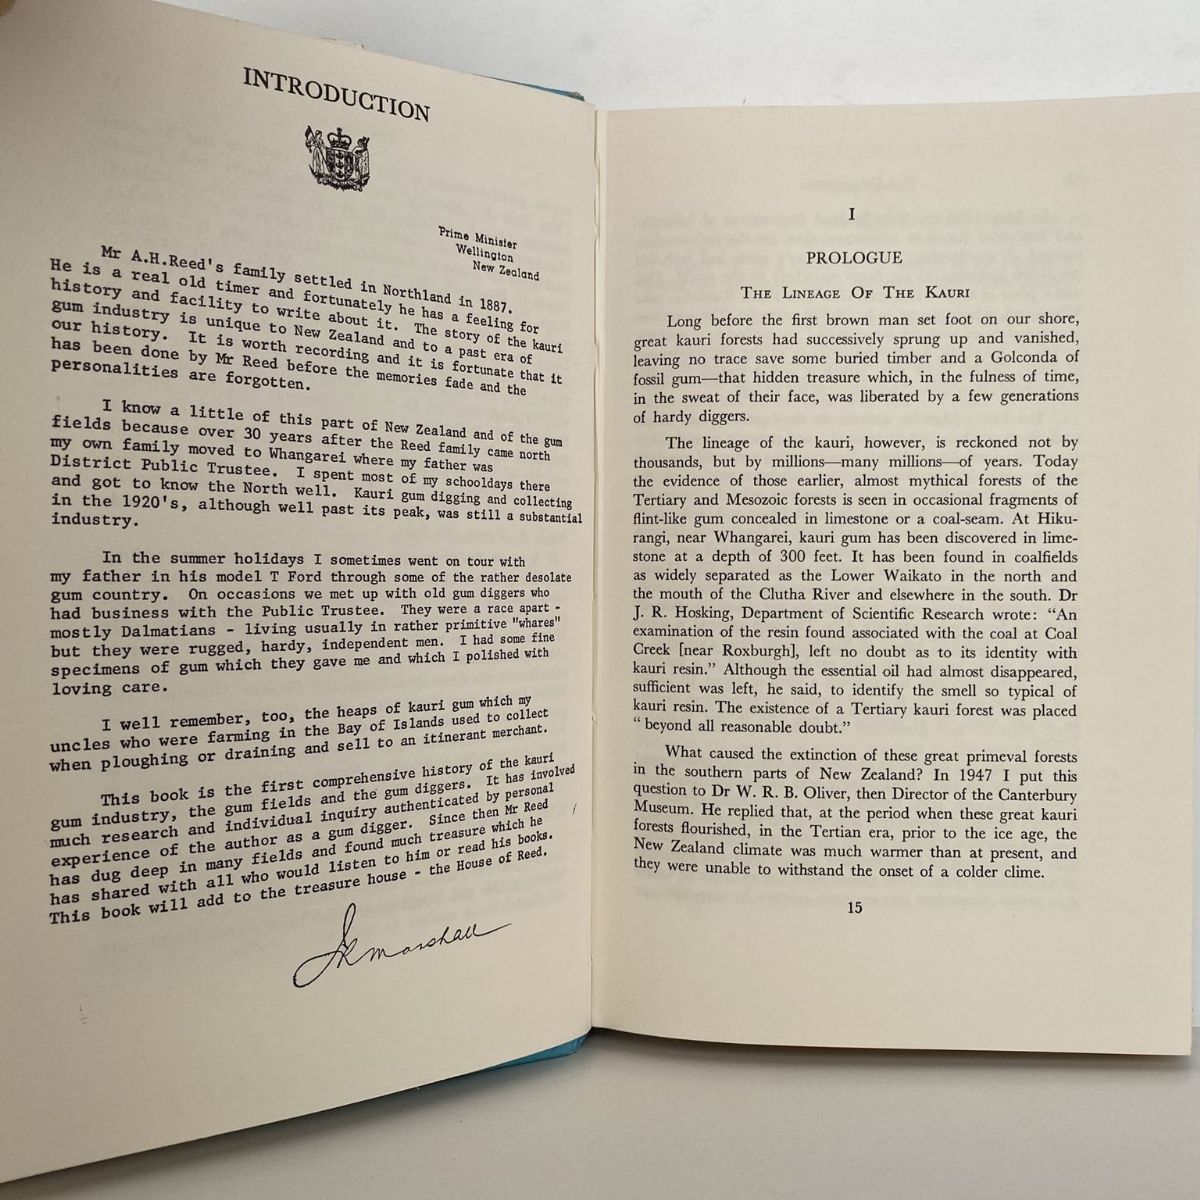 INTRODUCTION
Prime Minister
Wellington
New Zealand
Mr A.H.Reed's family settled in Northland in 1887.
He is a real old timer and fortunately he has a feeling for
history and facility to write about it. The story of the kauri
gum industry is unique to New Zealand and to a past era of
our history. It is worth recording and it is fortunate that it
has been done by Mr Reed before the memories fade and the
personalities are forgotten.
I know a little of this part of New Zealand and of the gum
fields because over 30 years after the Reed family came north
my own family moved to Whangarei where my father was
District Public Trustee. I spent most of my schooldays there
and got to know the North well. Kauri gum digging and collecting
in the 1920's, although well past its peak, was still a substantial
industry.
In the summer holidays I sometimes went on tour with
my father in his model T Ford through some of the rather desolate
gum country. On occasions we met up with old gum diggers who
had business with the Public Trustee. They were a race apart -
mostly Dalmatians - living usually in rather primitive "whares"
but they were rugged, hardy, independent men. I had some fine
specimens of gum which they gave me and which I polished with
loving care.
I well remember, too, the heaps of kauri gum which my
uncles who were farming in the Bay of Islands used to collect
when ploughing or draining and sell to an itinerant merchant.
This book is the first comprehensive history of the kauri
gum industry, the gum fields and the gum diggers. It has involved
much research and individual inquiry authenticated by personal
experience of the author as a gum digger. Since then Mr Reed
has dug deep in many fields and found much treasure which he
has shared with all who would listen to him or read his books.
This book will add to the treasure house - the House of Reed.
JRMarshall
I
PROLOGUE
THE LINEAGE OF THE KAURI
Long before the first brown man set foot on our shore,
great kauri forests had successively sprung up and vanished,
leaving no trace save some buried timber and a Golconda of
fossil gum—that hidden treasure which, in the fulness of time,
in the sweat of their face, was liberated by a few generations
of hardy diggers.
The lineage of the kauri, however, is reckoned not by
thousands, but by millions—many millions—of years. Today
the evidence of those earlier, almost mythical forests of the
Tertiary and Mesozoic forests is seen in occasional fragments of
flint-like gum concealed in limestone or a coal-seam. At Hiku-
rangi, near Whangarei, kauri gum has been discovered in lime-
stone at a depth of 300 feet. It has been found in coalfields
as widely separated as the Lower Waikato in the north and
the mouth of the Clutha River and elsewhere in the south. Dr
J. R. Hosking, Department of Scientific Research wrote: "An
examination of the resin found associated with the coal at Coal
Creek [near Roxburgh], left no doubt as to its identity with
kauri resin." Although the essential oil had almost disappeared,
sufficient was left, he said, to identify the smell so typical of
kauri resin. The existence of a Tertiary kauri forest was placed
"beyond all reasonable doubt."
What caused the extinction of these great primeval forests
in the southern parts of New Zealand? In 1947 I put this
question to Dr W. R. B. Oliver, then Director of the Canterbury
Museum. He replied that, at the period when these great kauri
forests flourished, in the Tertian era, prior to the ice age, the
New Zealand climate was much warmer than at present, and
they were unable to withstand the onset of a colder clime.
15